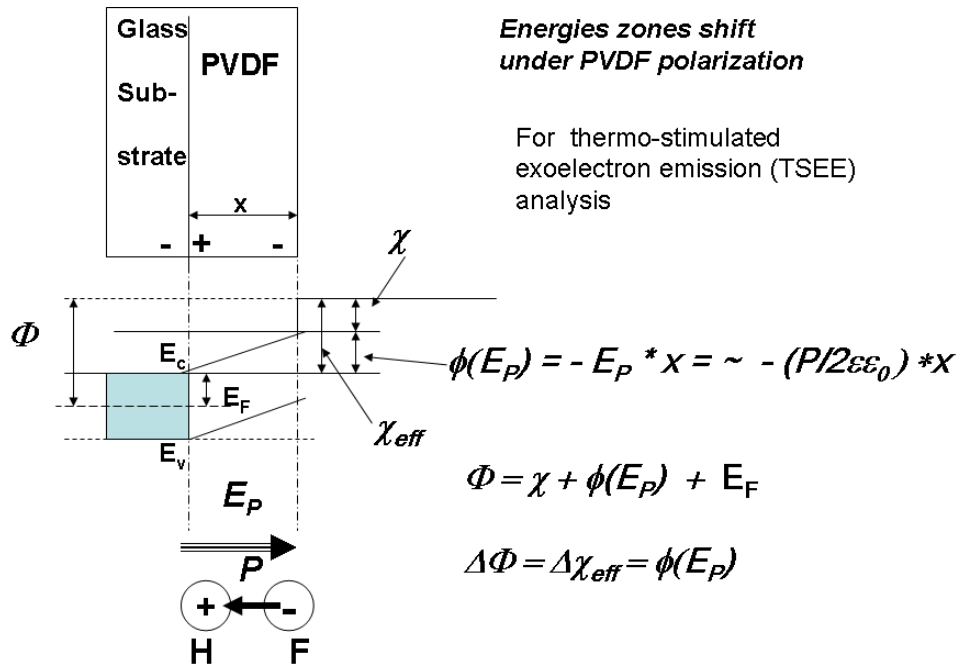 Glass
Sub-
strate
PVDF
x
- + -
Energies zones shift
under PVDF polarization
For thermo-stimulated
exoelectron emission (TSEE)
analysis
χ
Φ
E_c
E_F
E_v
χ_eff
ϕ(E_P) = - E_P * x = ~ - (P/2εε_0) *x
Φ = χ + ϕ(E_P) + E_F
ΔΦ = Δχ_eff = ϕ(E_P)
E_P
P
+ -
H F